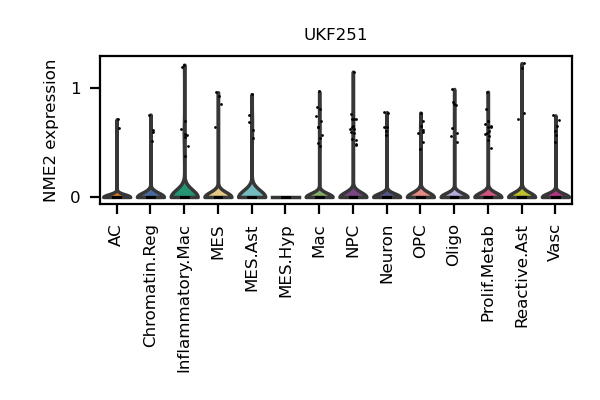 UKF251
NME2 expression
1
0
AC
Chromatin.Reg
Inflammatory.Mac
MES
MES.Ast
MES.Hyp
Mac
NPC
Neuron
OPC
Oligo
Prolif.Metab
Reactive.Ast
Vasc